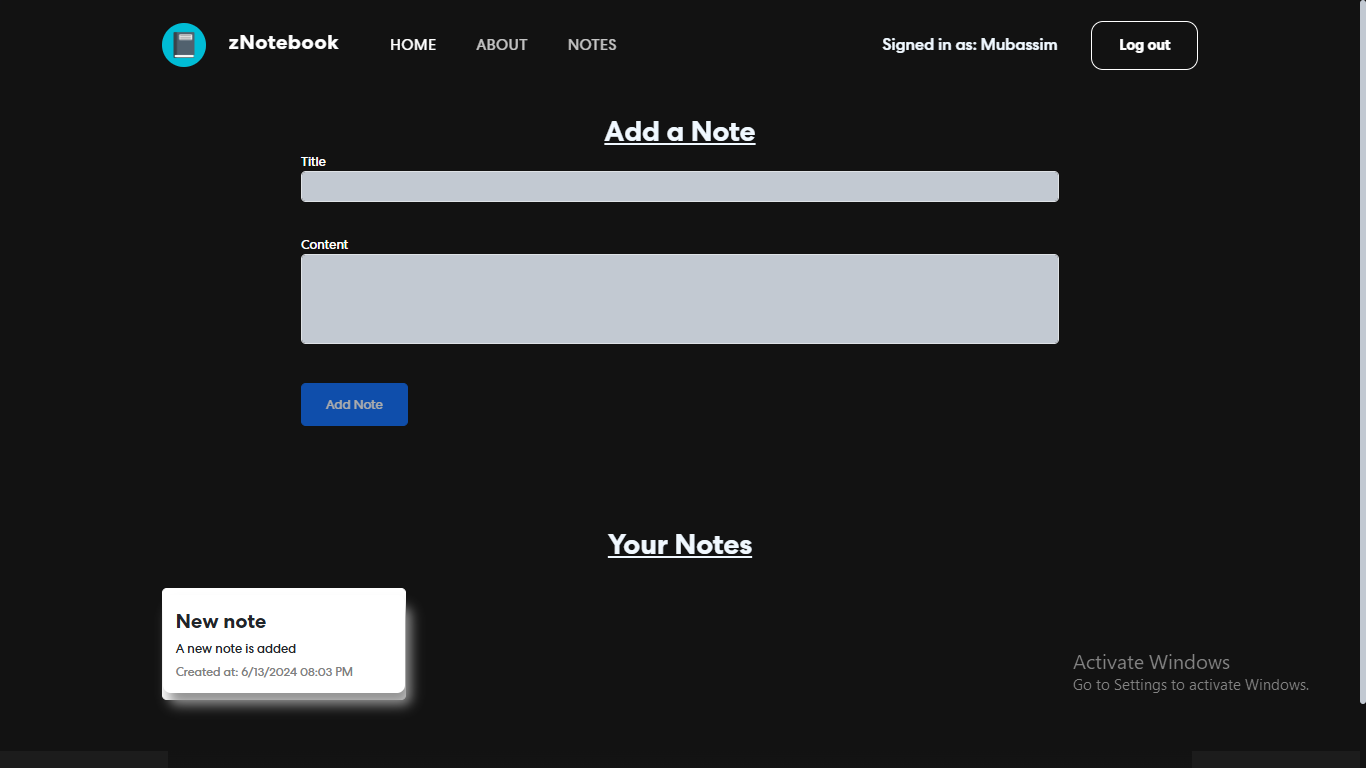 zNotebook HOME ABOUT NOTES Signed in as: Mubassim Log out
Add a Note
Title
Content
Add Note
Your Notes
New note
A new note is added
Created at: 6/13/2024 08:03 PM
Activate Windows
Go to Settings to activate Windows.